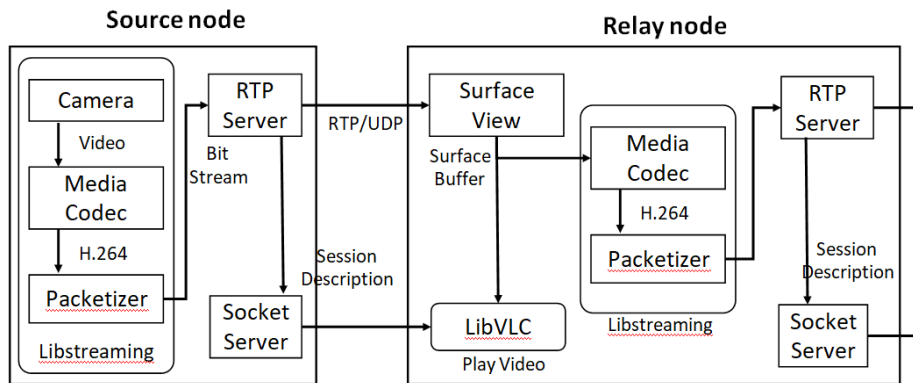 Source node
Relay node
Camera
Video
Media
Codec
H.264
Packetizer
Libstreaming
Bit
Stream
RTP
Server
RTP/UDP
Session
Description
Socket
Server
Surface
View
Surface
Buffer
LibVLC
Play Video
Media
Codec
H.264
Packetizer
Libstreaming
RTP
Server
Session
Description
Socket
Server